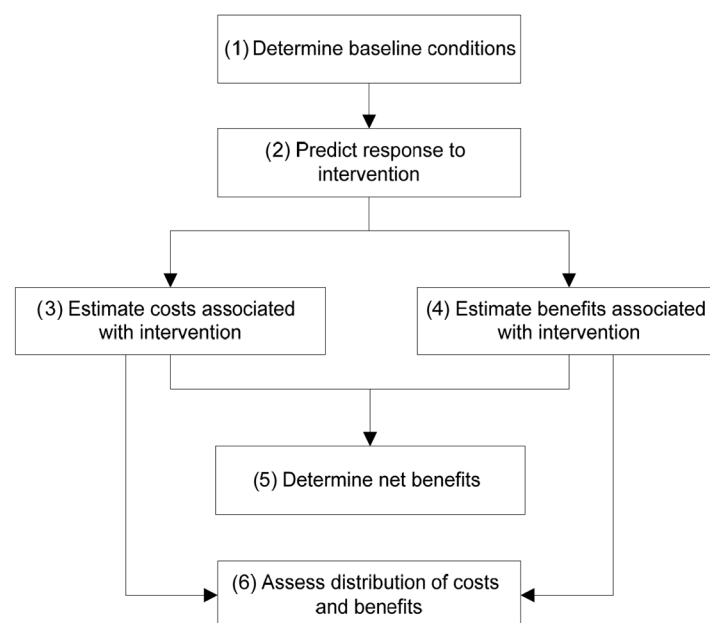 (1) Determine baseline conditions
(2) Predict response to
intervention
(3) Estimate costs associated
with intervention
(4) Estimate benefits associated
with intervention
(5) Determine net benefits
(6) Assess distribution of costs
and benefits